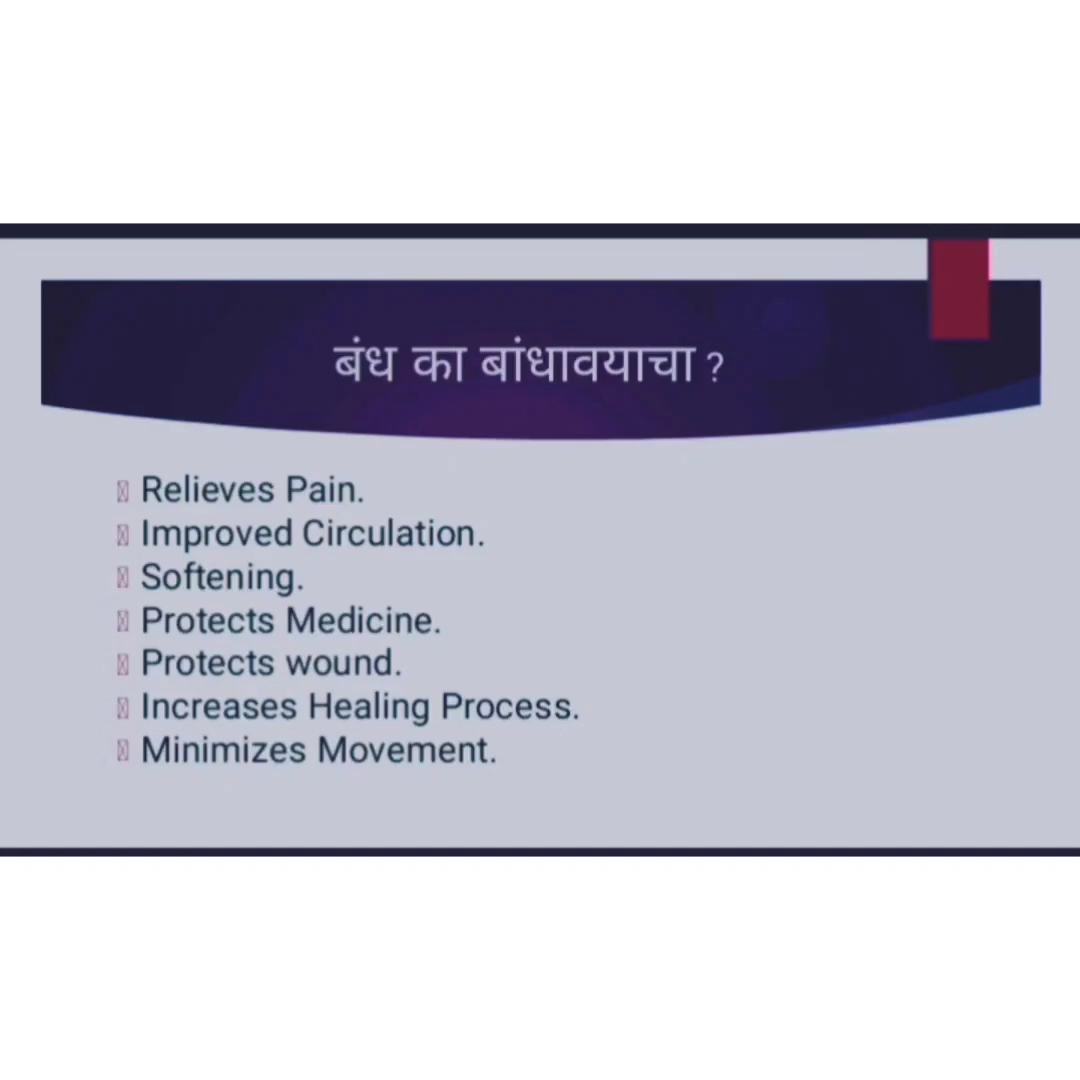 बंध का बांधावयाचा ?
Relieves Pain.
Improved Circulation.
Softening.
Protects Medicine.
Protects wound.
Increases Healing Process.
Minimizes Movement.